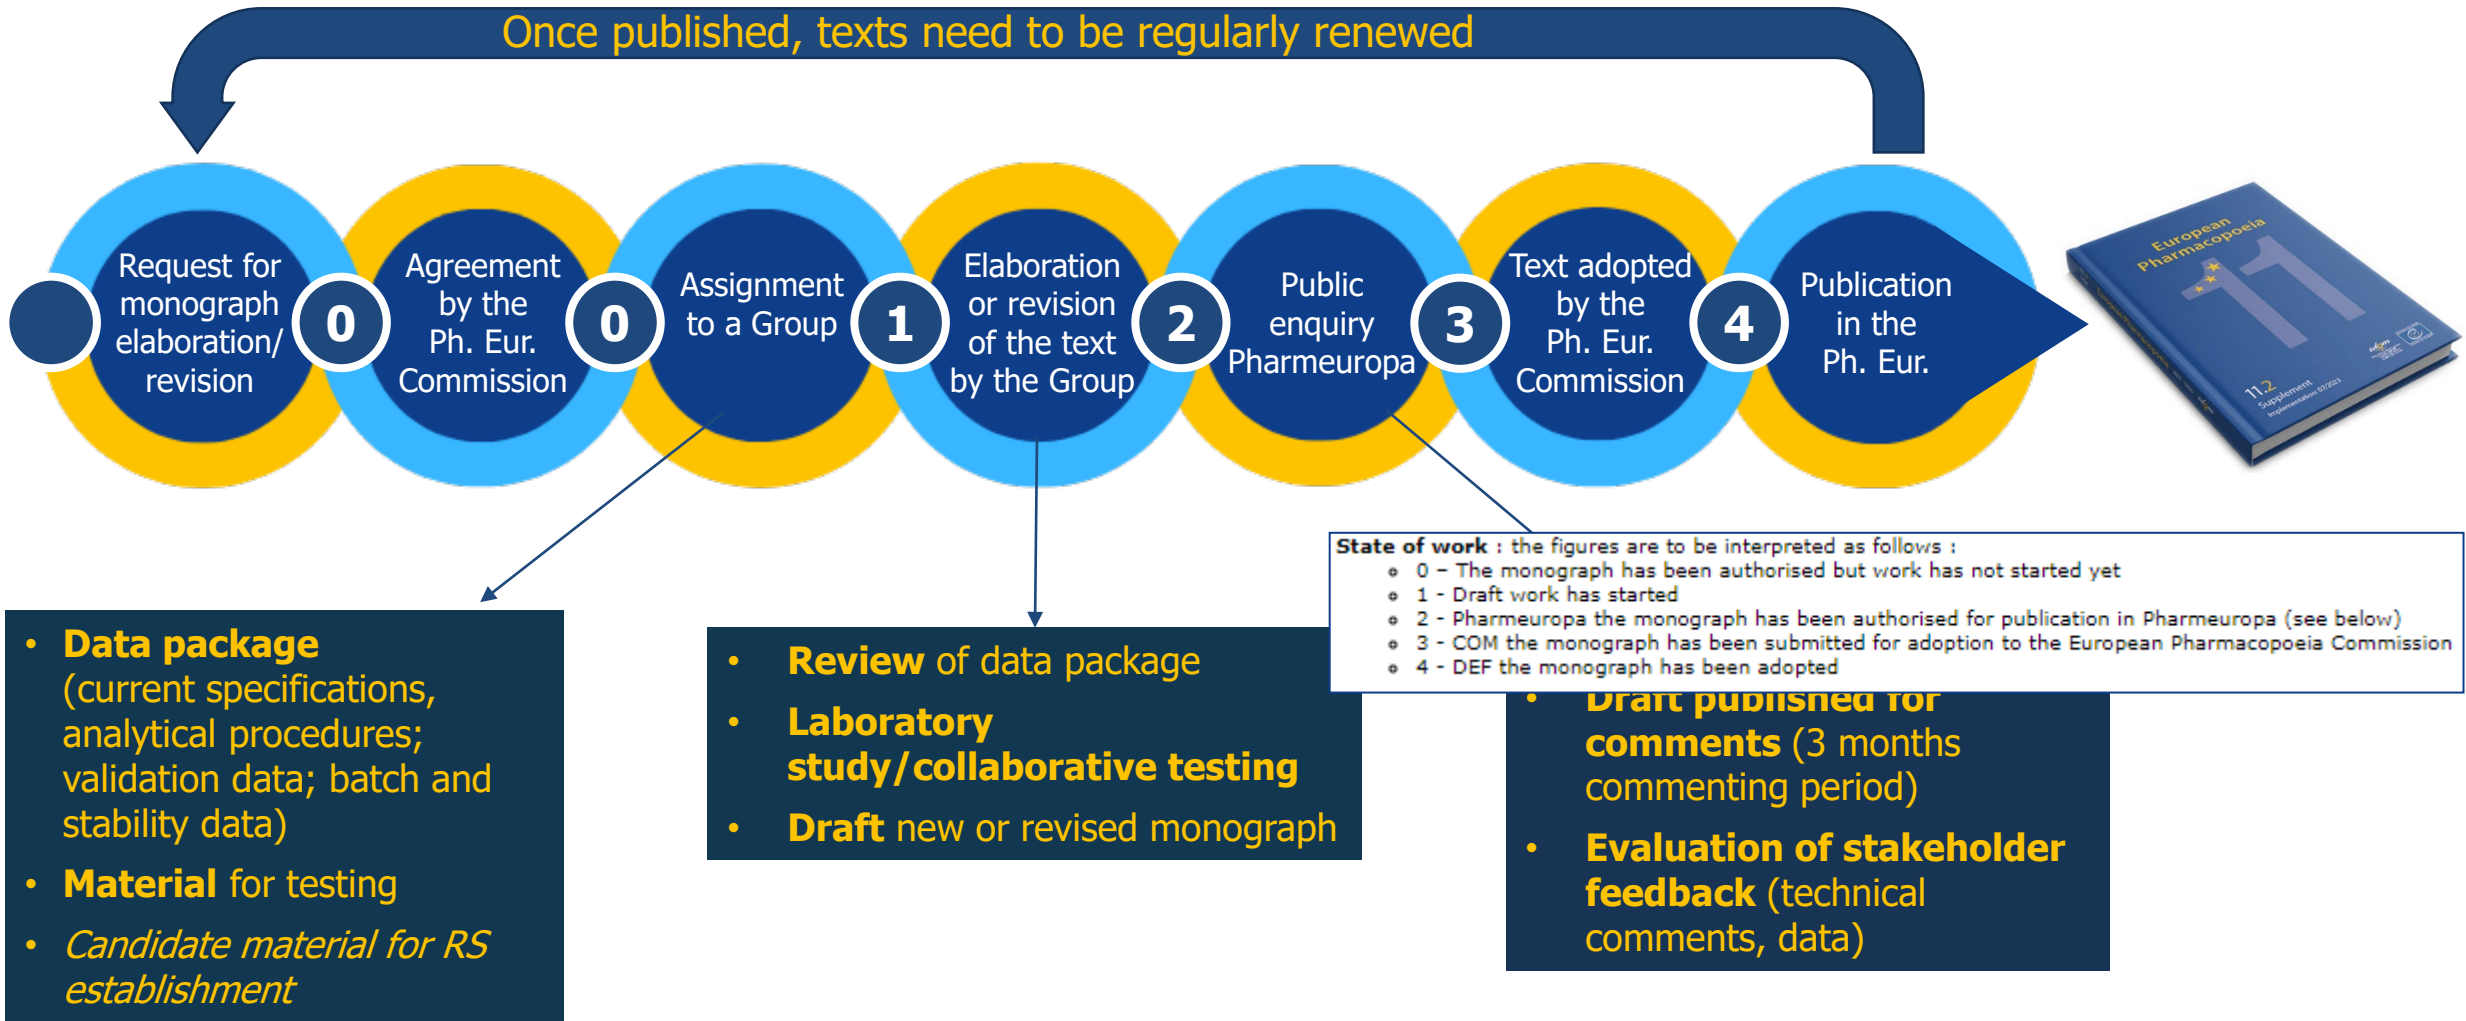 Once published, texts need to be regularly renewed
Request for
monograph
elaboration/
revision
0
Agreement
by the
Ph. Eur.
Commission
0
Assignment
to a Group
1
Elaboration
or revision
of the text
by the Group
2
Public
enquiry
Pharmeuropa
3
Text adopted
by the
Ph. Eur.
Commission
4
Publication
in the
Ph. Eur.
European
Pharmacopoeia
11
11.2
Supplement
Implementation 07/2023
edqm
State of work : the figures are to be interpreted as follows :
∘ 0 – The monograph has been authorised but work has not started yet
∘ 1 - Draft work has started
∘ 2 - Pharmeuropa the monograph has been authorised for publication in Pharmeuropa (see below)
∘ 3 - COM the monograph has been submitted for adoption to the European Pharmacopoeia Commission
∘ 4 - DEF the monograph has been adopted
• Data package
(current specifications,
analytical procedures;
validation data; batch and
stability data)
• Material for testing
• Candidate material for RS
establishment
• Review of data package
• Laboratory
study/collaborative testing
• Draft new or revised monograph
• Draft published for
comments (3 months
commenting period)
• Evaluation of stakeholder
feedback (technical
comments, data)